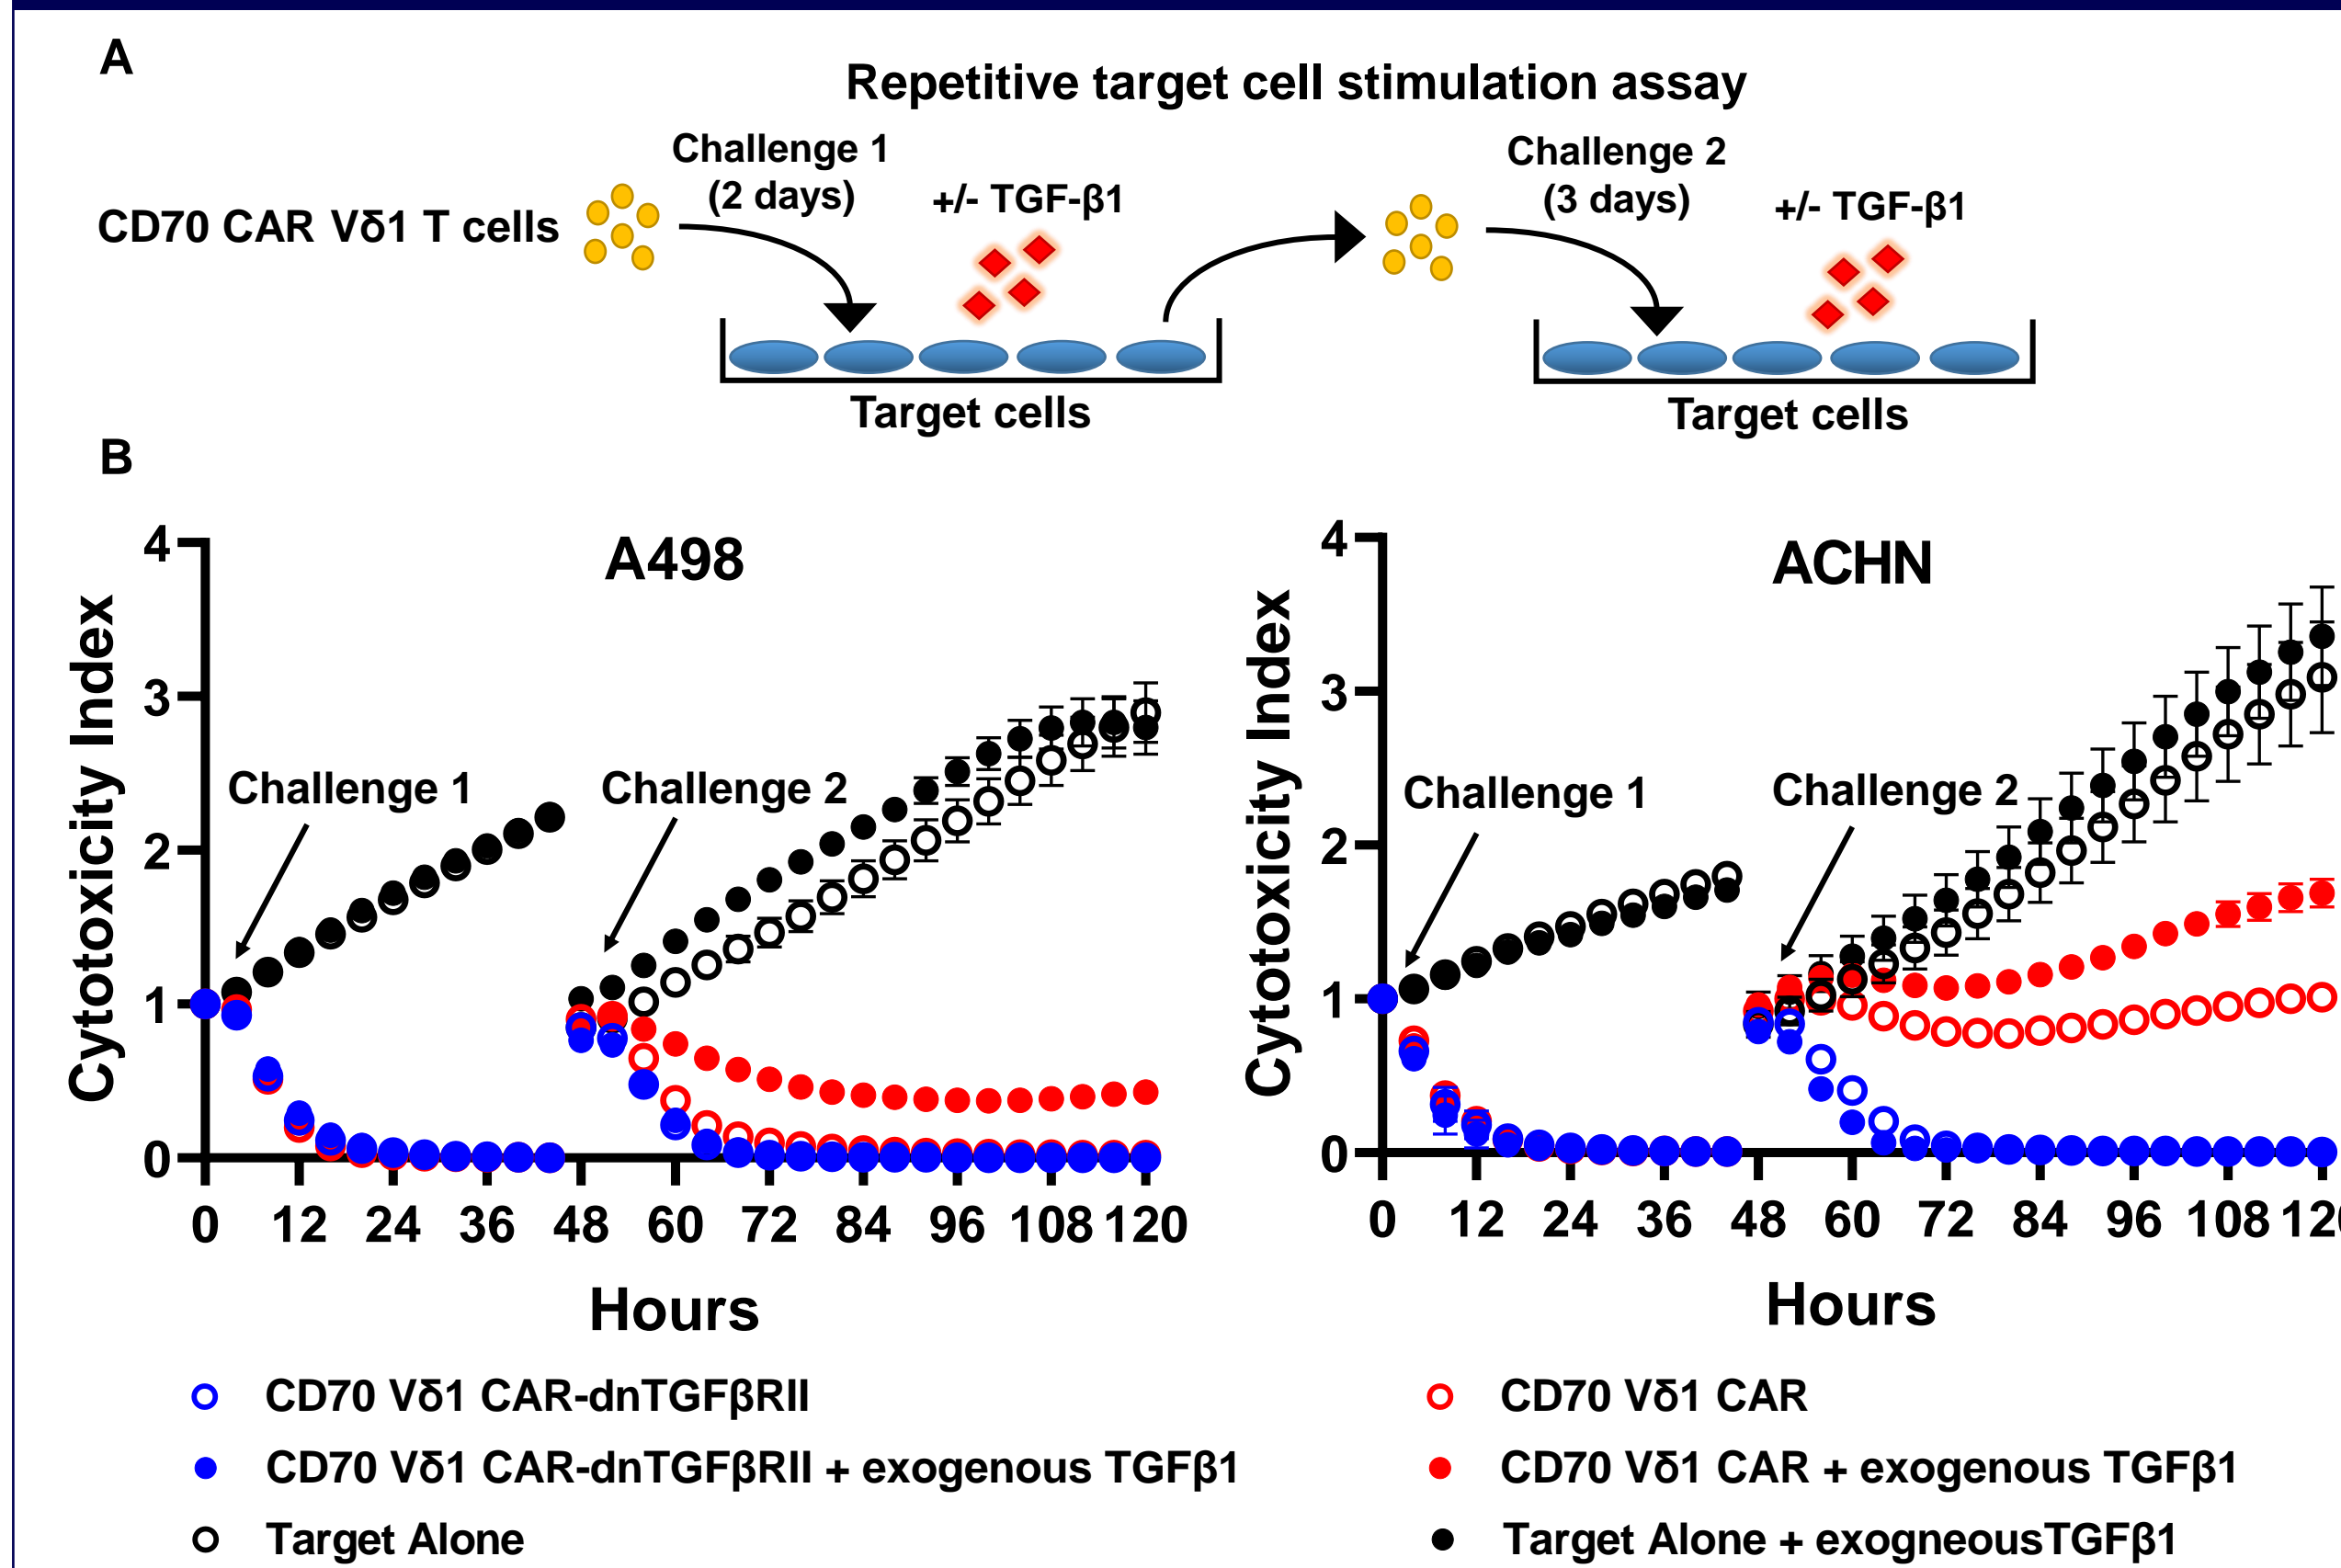 A
Repetitive target cell stimulation assay
Challenge 1
(2 days)
+/- TGF-β1
Challenge 2
(3 days)
+/- TGF-β1
CD70 CAR Vδ1 T cells
Target cells
Target cells
B
A498
Cytotoxicity Index
4
3
2
1
0
Challenge 1
Challenge 2
0 12 24 36 48 60 72 84 96 108 120
Hours
ACHN
Cytotoxicity Index
4
3
2
1
0
Challenge 1
Challenge 2
0 12 24 36 48 60 72 84 96 108 120
Hours
CD70 Vδ1 CAR-dnTGFβRII
CD70 Vδ1 CAR
CD70 Vδ1 CAR-dnTGFβRII + exogenous TGFβ1
CD70 Vδ1 CAR + exogenous TGFβ1
Target Alone
Target Alone + exogneousTGFβ1